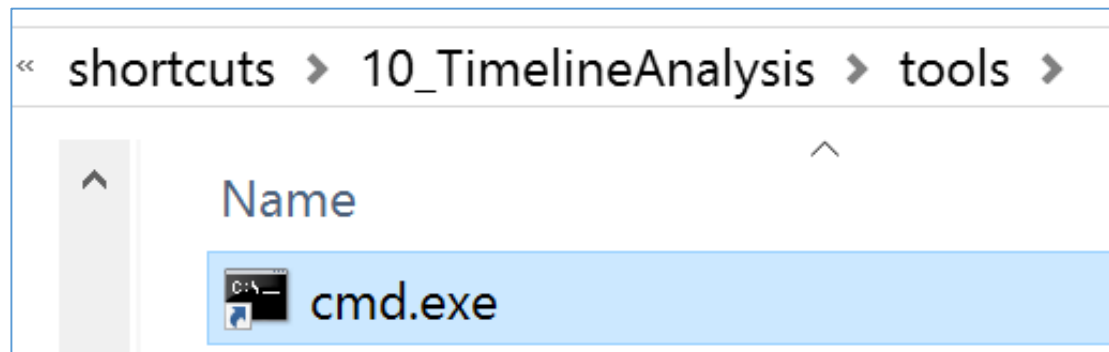 « shortcuts > 10_TimelineAnalysis > tools >
Name
C:\_ cmd.exe